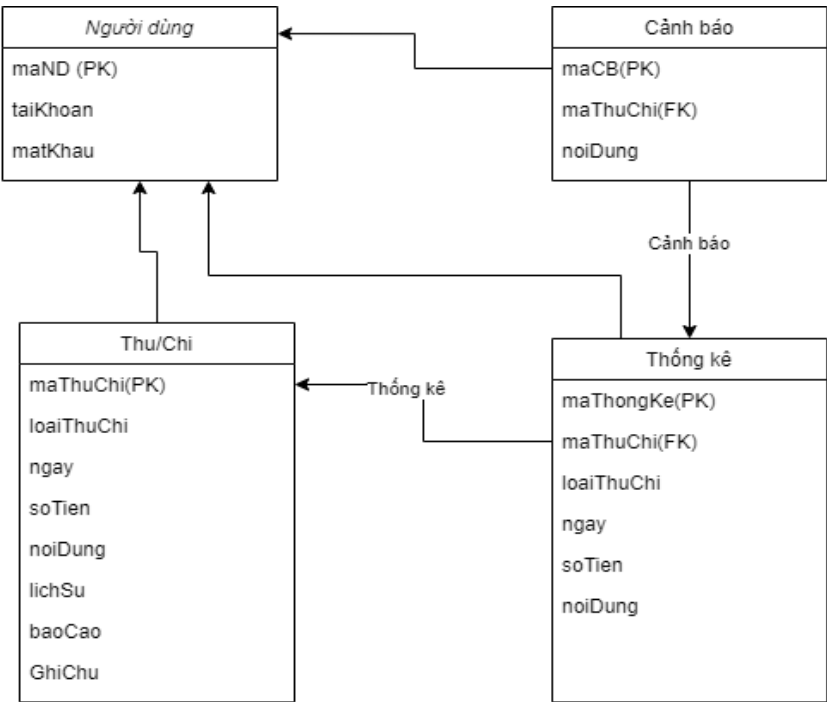 Người dùng
maND (PK)
taiKhoan
matKhau
Cảnh báo
maCB(PK)
maThuChi(FK)
noiDung
Cảnh báo
Thu/Chi
maThuChi(PK)
loaiThuChi
ngay
soTien
noiDung
lichSu
baoCao
GhiChu
Thống kê
Thống kê
maThongKe(PK)
maThuChi(FK)
loaiThuChi
ngay
soTien
noiDung